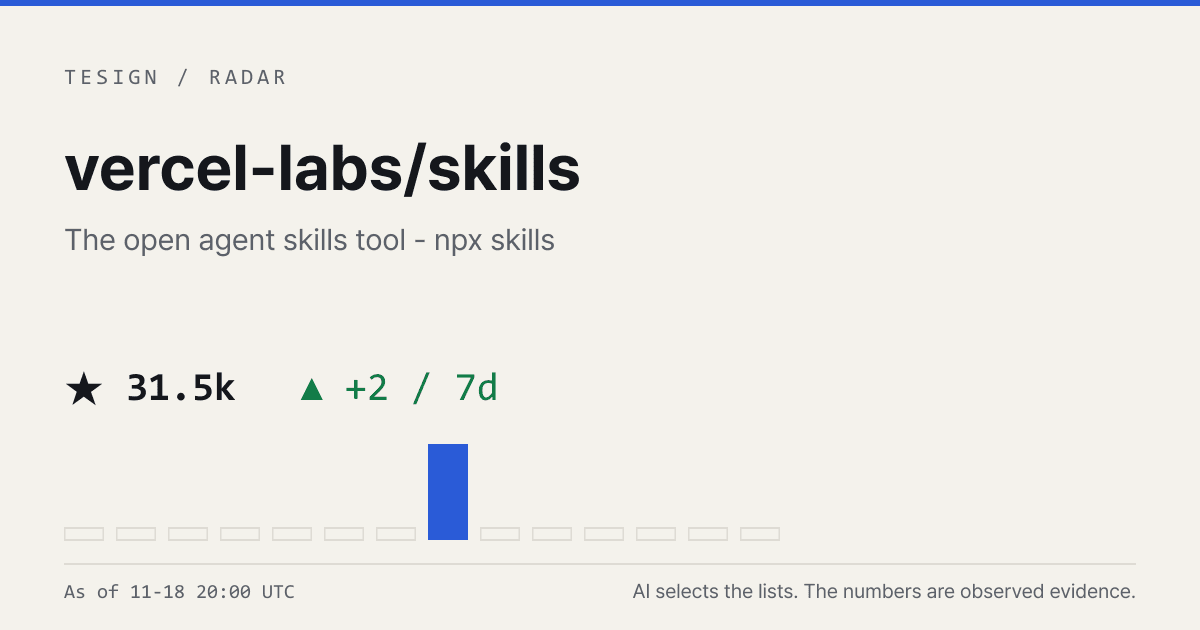 TESIGN / RADAR
vercel-labs/skills
The open agent skills tool - npx skills
★ 31.5k ▲ +2 / 7d
As of 11-18 20:00 UTC
AI selects the lists. The numbers are observed evidence.